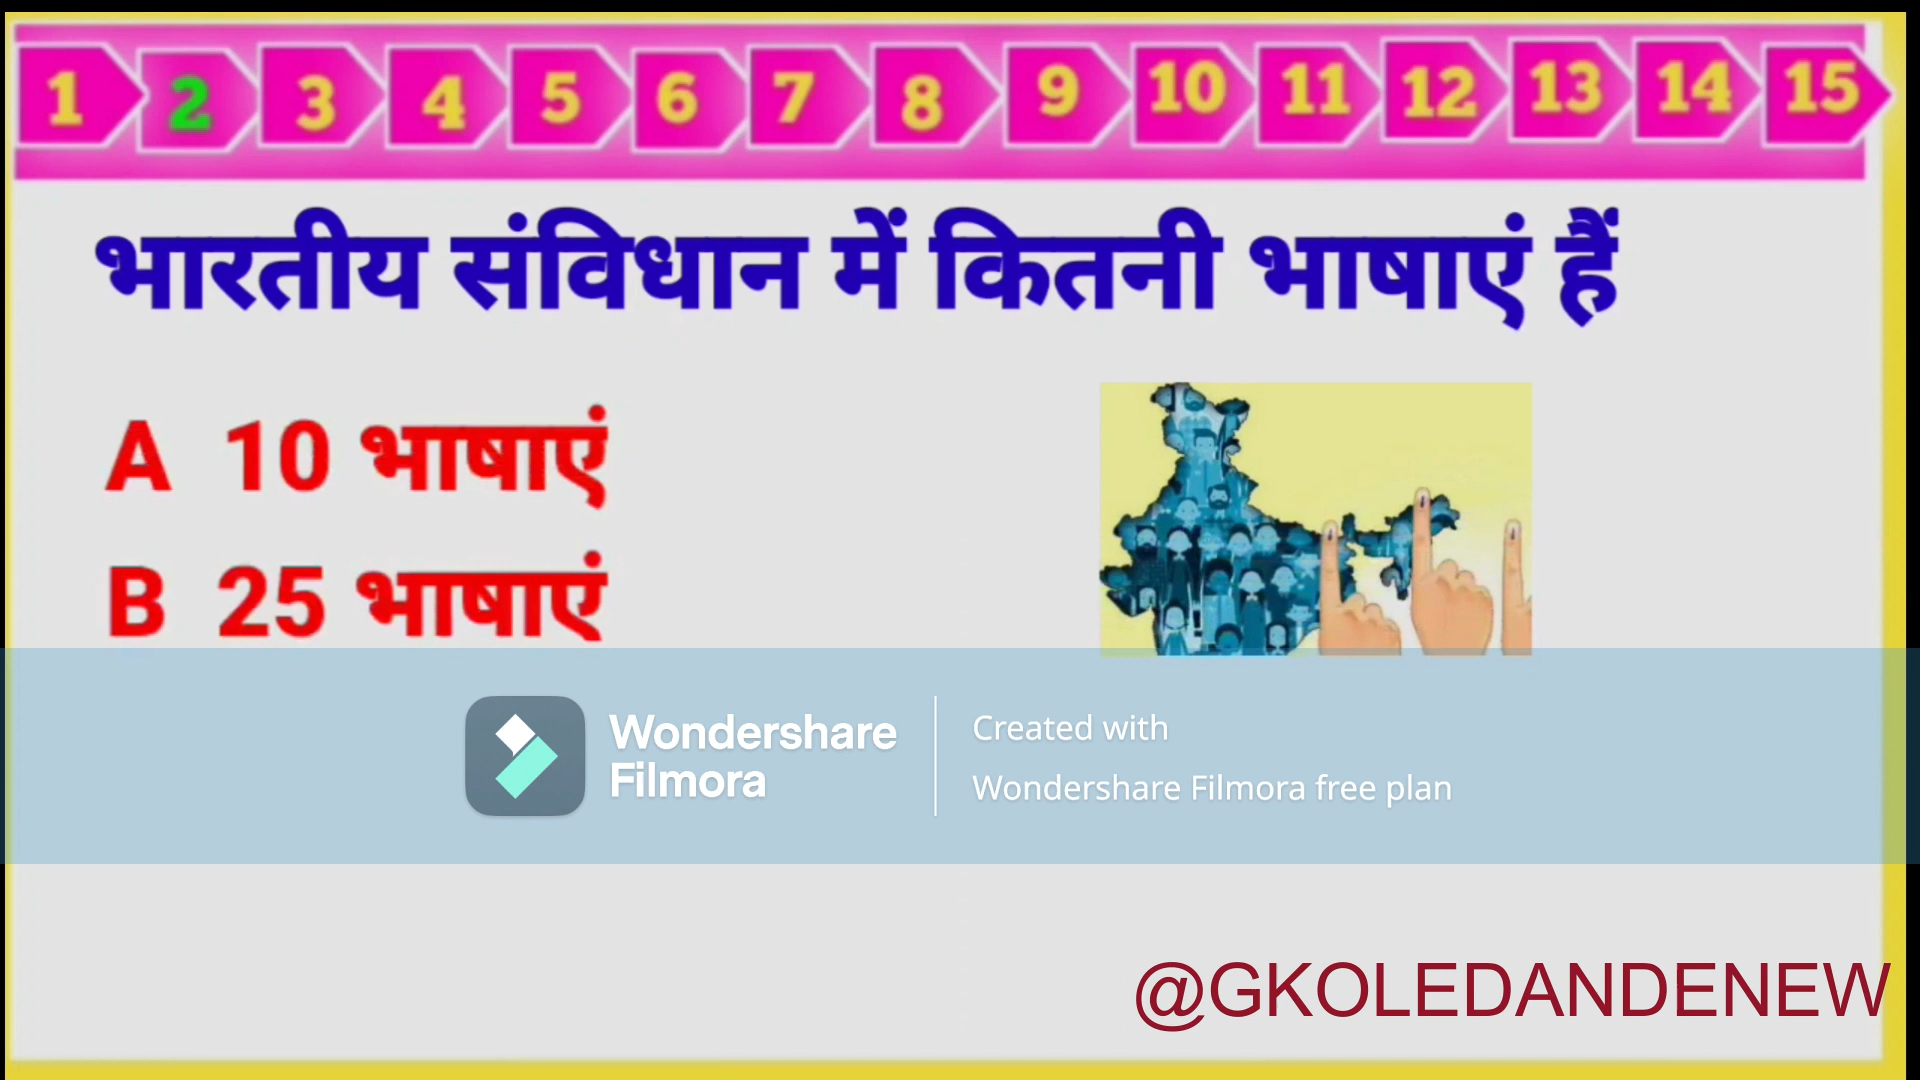 1 2 3 4 5 6 7 8 9 10 11 12 13 14 15
भारतीय संविधान में कितनी भाषाएं हैं
A 10 भाषाएं
B 25 भाषाएं
Wondershare
Filmora
Created with
Wondershare Filmora free plan
@GKOLEDANDENEW